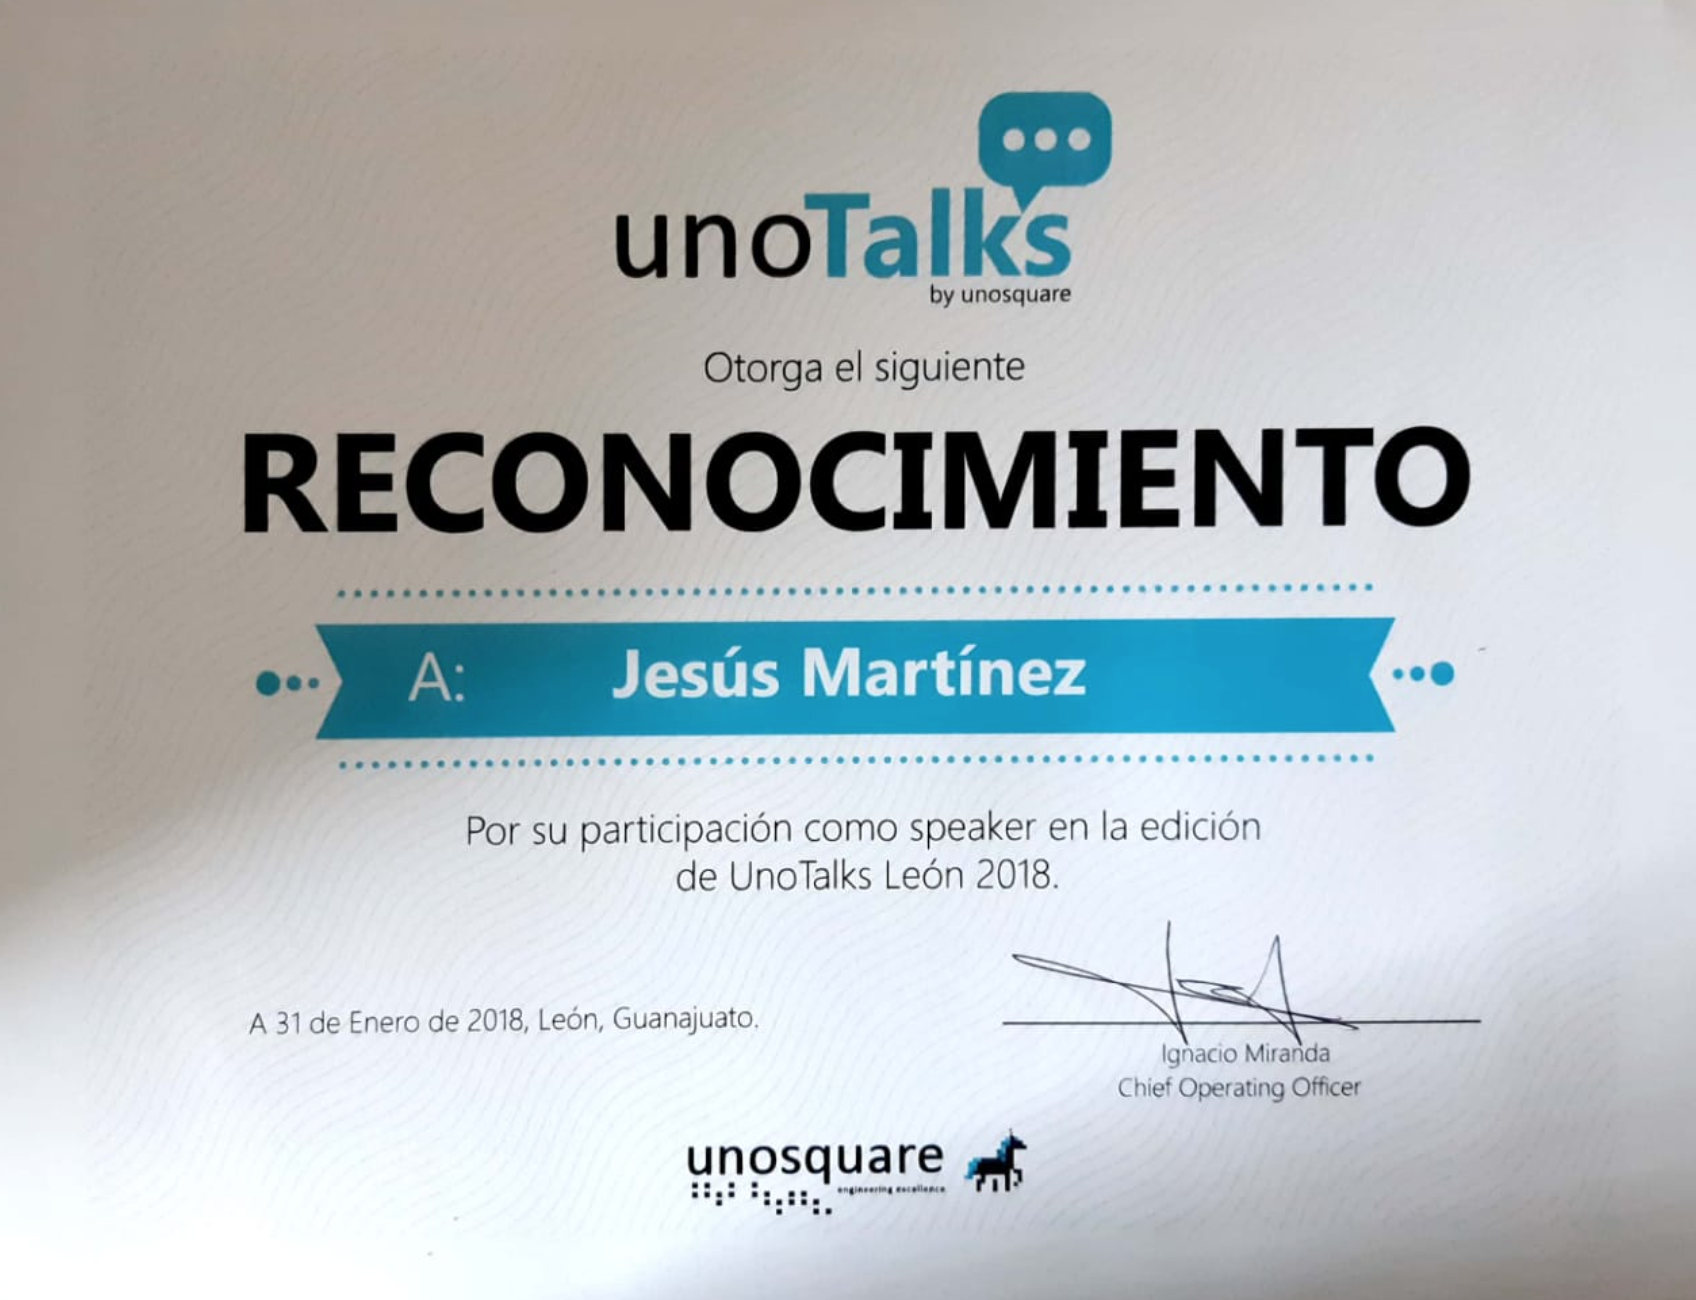 unoTalks
by unosquare
Otorga el siguiente
RECONOCIMIENTO
A: Jesús Martínez
Por su participación como speaker en la edición
de UnoTalks León 2018.
A 31 de Enero de 2018, León, Guanajuato.
Ignacio Miranda
Chief Operating Officer
unosquare
engineering excellence